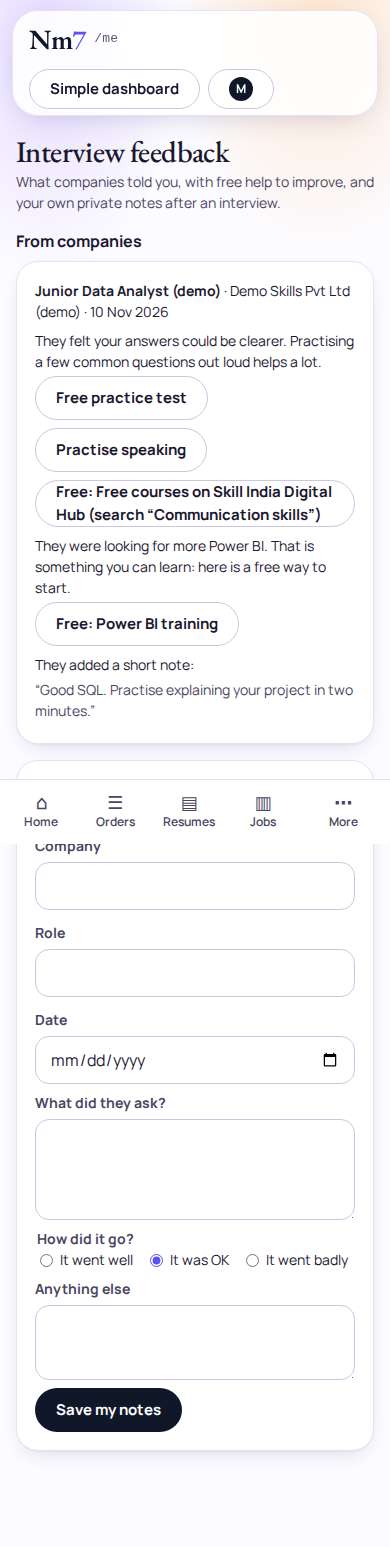 Nm7 /me
Simple dashboard
M
Interview feedback
What companies told you, with free help to improve, and
your own private notes after an interview.
From companies
Junior Data Analyst (demo) · Demo Skills Pvt Ltd
(demo) · 10 Nov 2026
They felt your answers could be clearer. Practising
a few common questions out loud helps a lot.
Free practice test
Practise speaking
Free: Free courses on Skill India Digital
Hub (search “Communication skills”)
They were looking for more Power BI. That is
something you can learn: here is a free way to
start.
Free: Power BI training
They added a short note:
“Good SQL. Practise explaining your project in two
minutes.”
Home
Orders
Resumes
Jobs
More
Company
Role
Date
mm/dd/yyyy
What did they ask?
How did it go?
It went well
It was OK
It went badly
Anything else
Save my notes